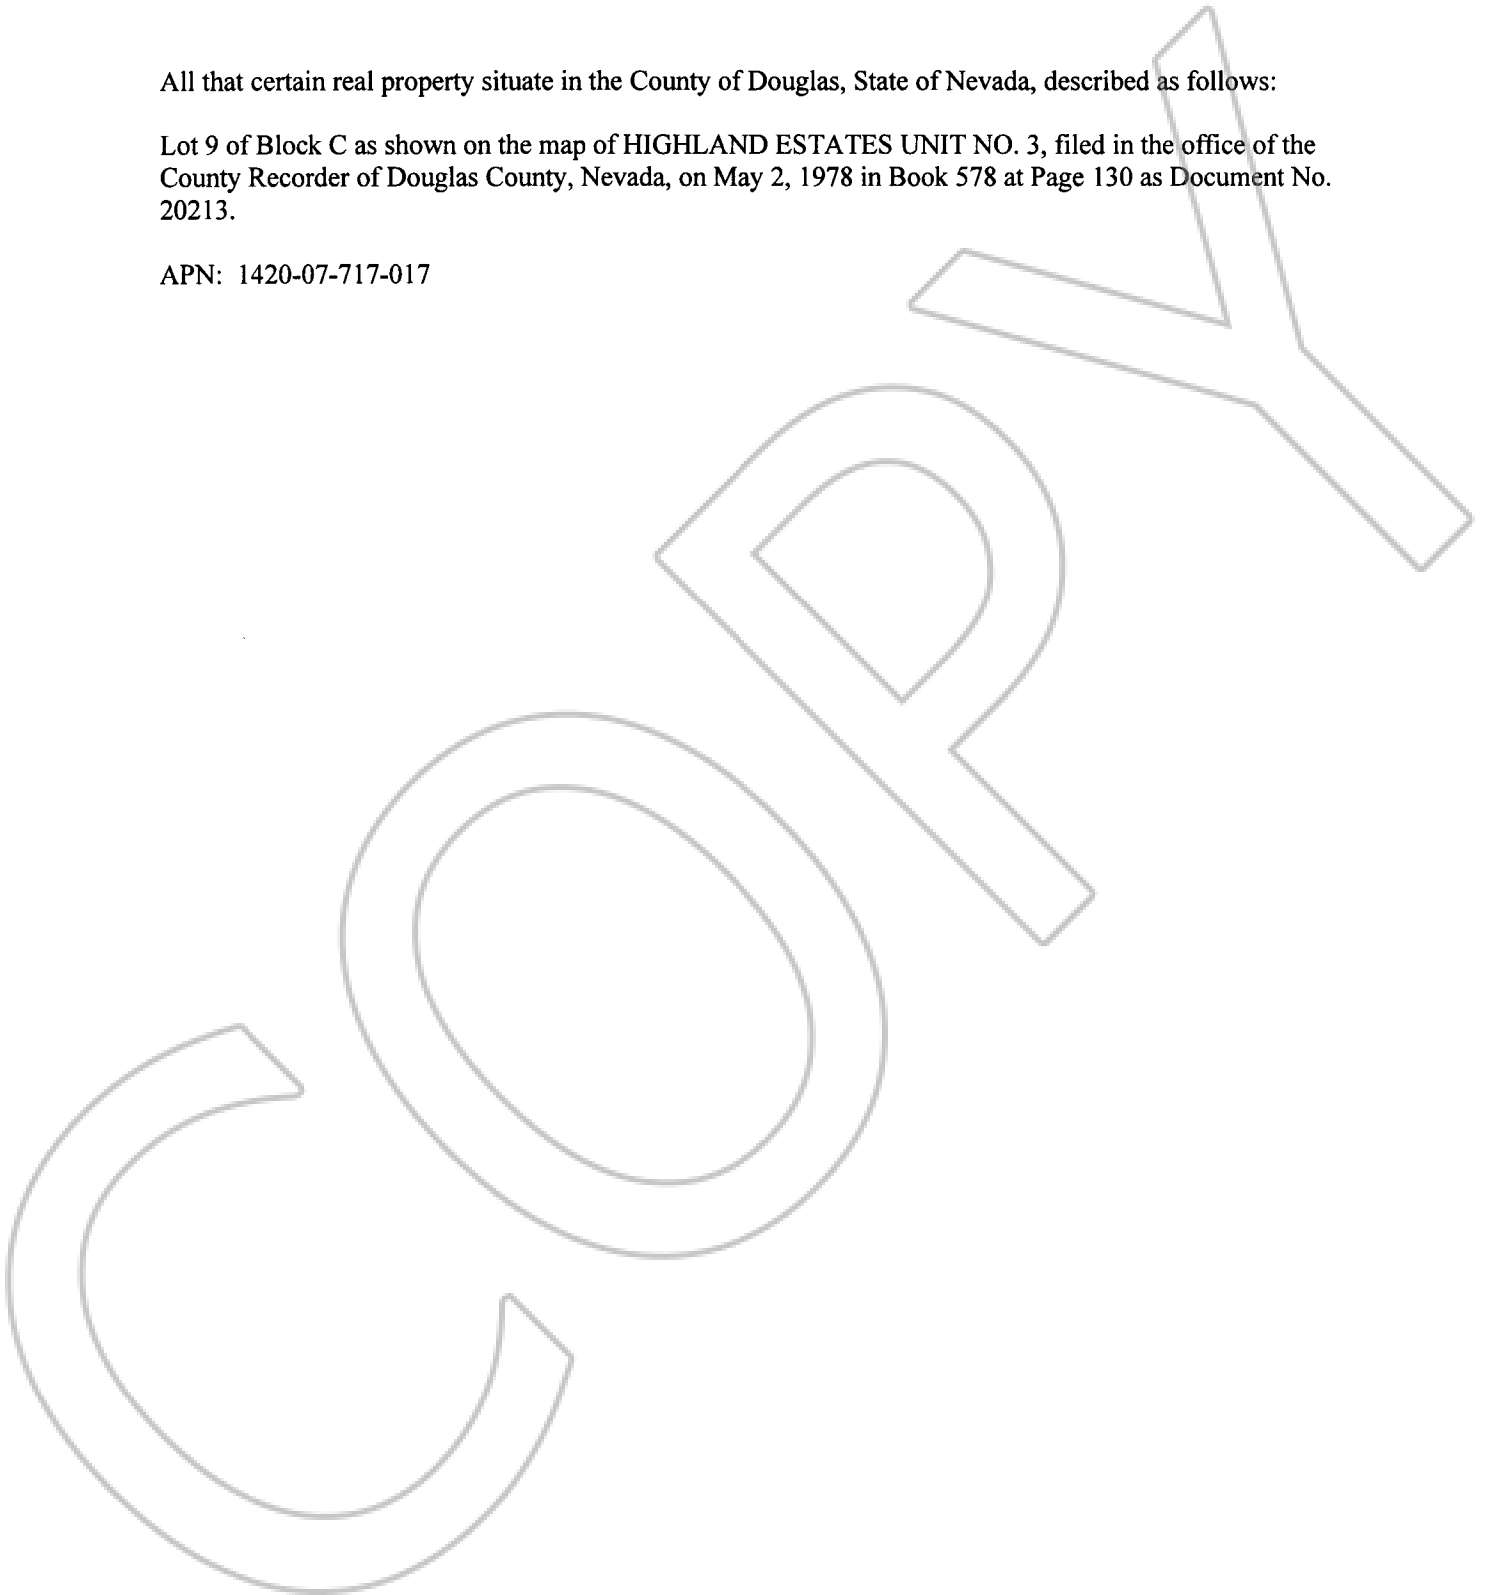 All that certain real property situate in the County of Douglas, State of Nevada, described as follows:
Lot 9 of Block C as shown on the map of HIGHLAND ESTATES UNIT NO. 3, filed in the office of the
County Recorder of Douglas County, Nevada, on May 2, 1978 in Book 578 at Page 130 as Document No.
20213.
APN: 1420-07-717-017
COPY